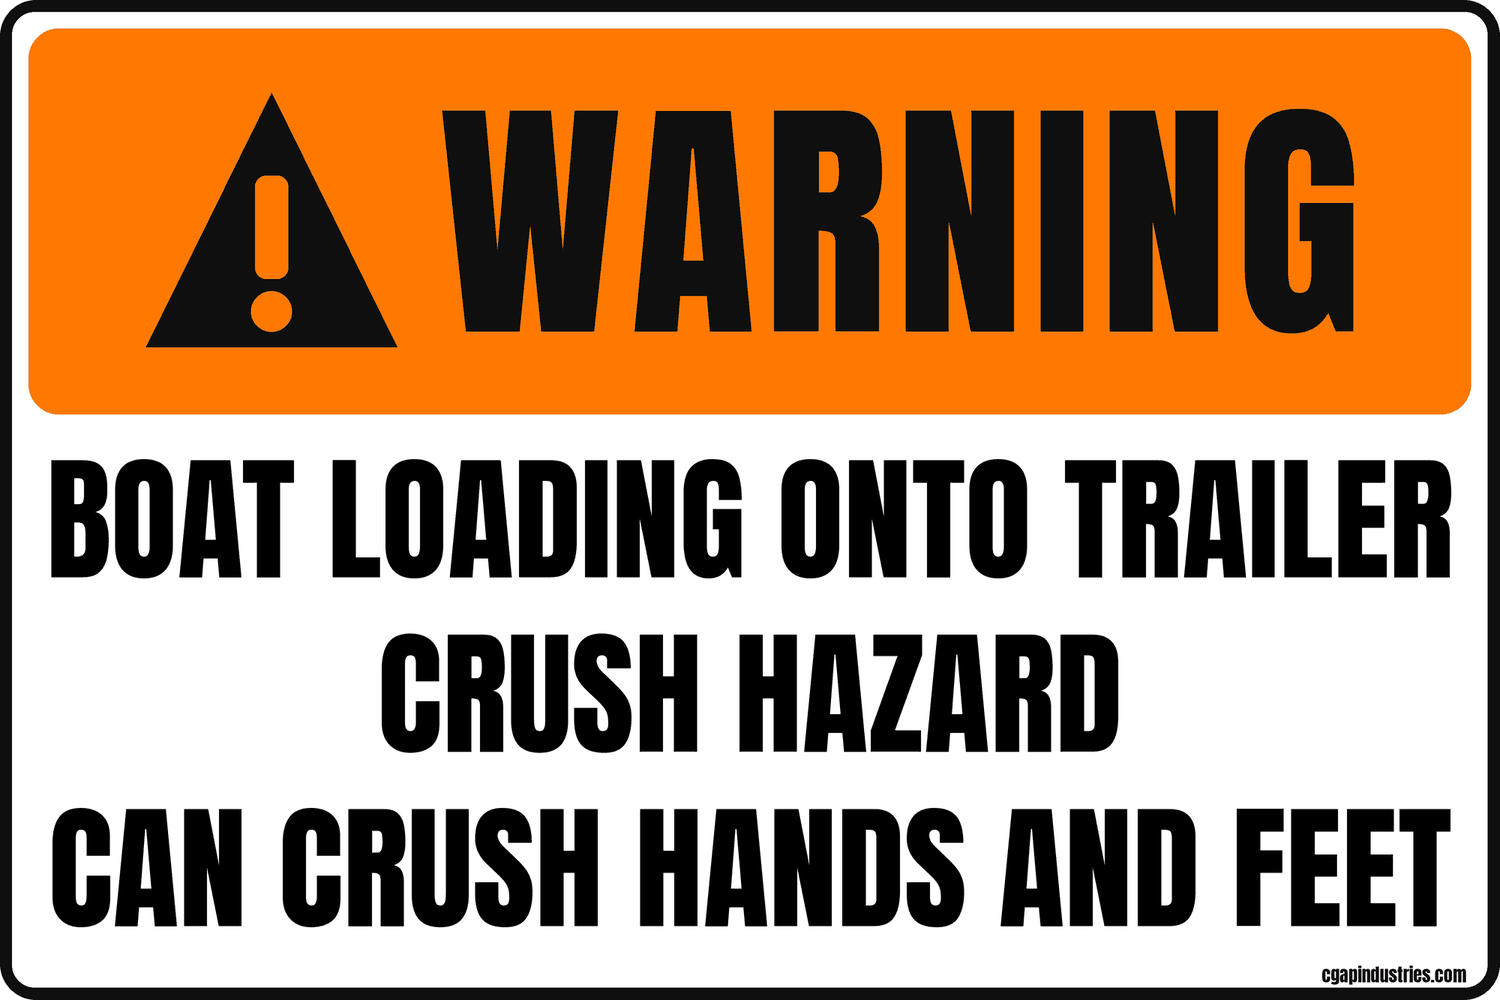 WARNING
BOAT LOADING ONTO TRAILER
CRUSH HAZARD
CAN CRUSH HANDS AND FEET
cgapindustries.com